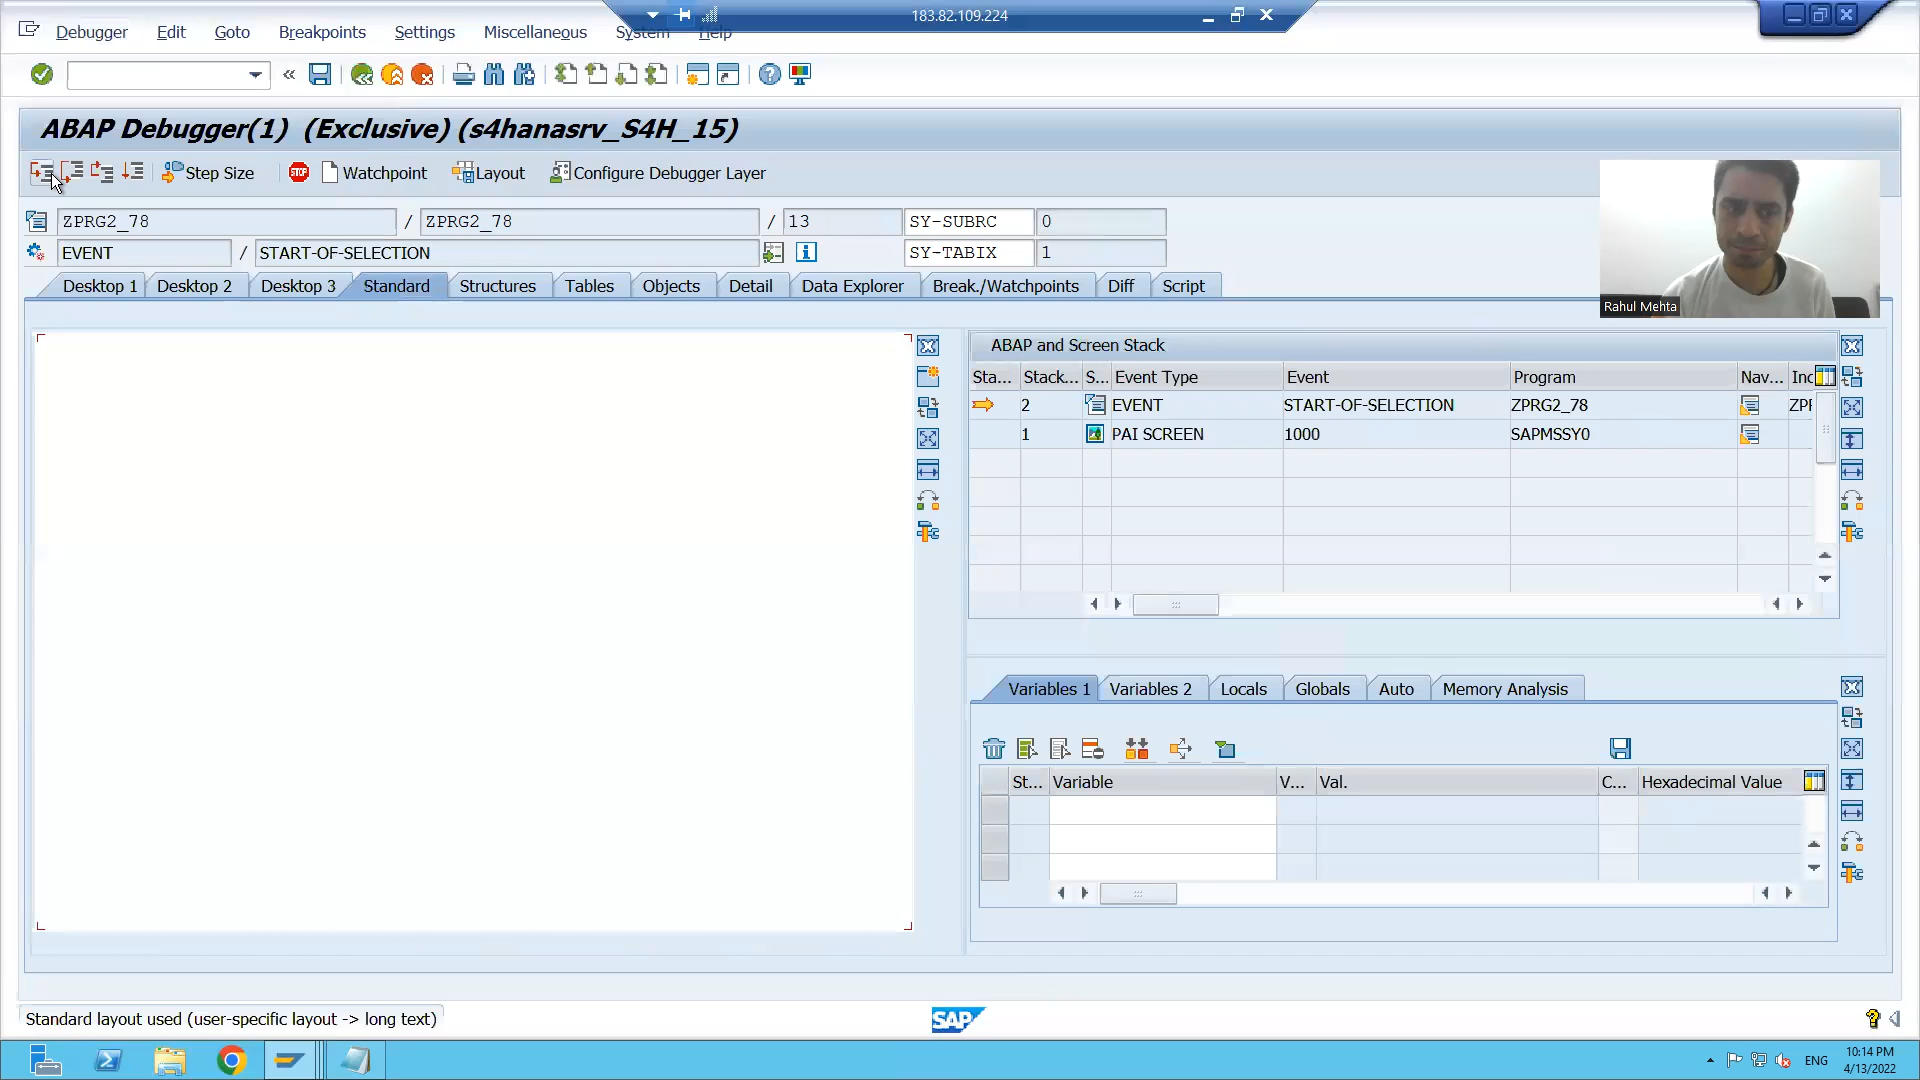 183.82.109.224
Debugger Edit Goto Breakpoints Settings Miscellaneous System Help
ABAP Debugger(1) (Exclusive) (s4hanasrv_S4H_15)
Step Size STOP Watchpoint Layout Configure Debugger Layer
ZPRG2_78 / ZPRG2_78 / 13 SY-SUBRC 0
EVENT / START-OF-SELECTION SY-TABIX 1
Rahul Mehta
Desktop 1 Desktop 2 Desktop 3 Standard Structures Tables Objects Detail Data Explorer Break./Watchpoints Diff Script
ABAP and Screen Stack
Sta... Stack... S... Event Type Event Program Nav... Inc
2 EVENT START-OF-SELECTION ZPRG2_78 ZPF
1 PAI SCREEN 1000 SAPMSSY0
Variables 1 Variables 2 Locals Globals Auto Memory Analysis
St... Variable V... Val. C... Hexadecimal Value
Standard layout used (user-specific layout -> long text)
SAP
ENG
10:14 PM
4/13/2022